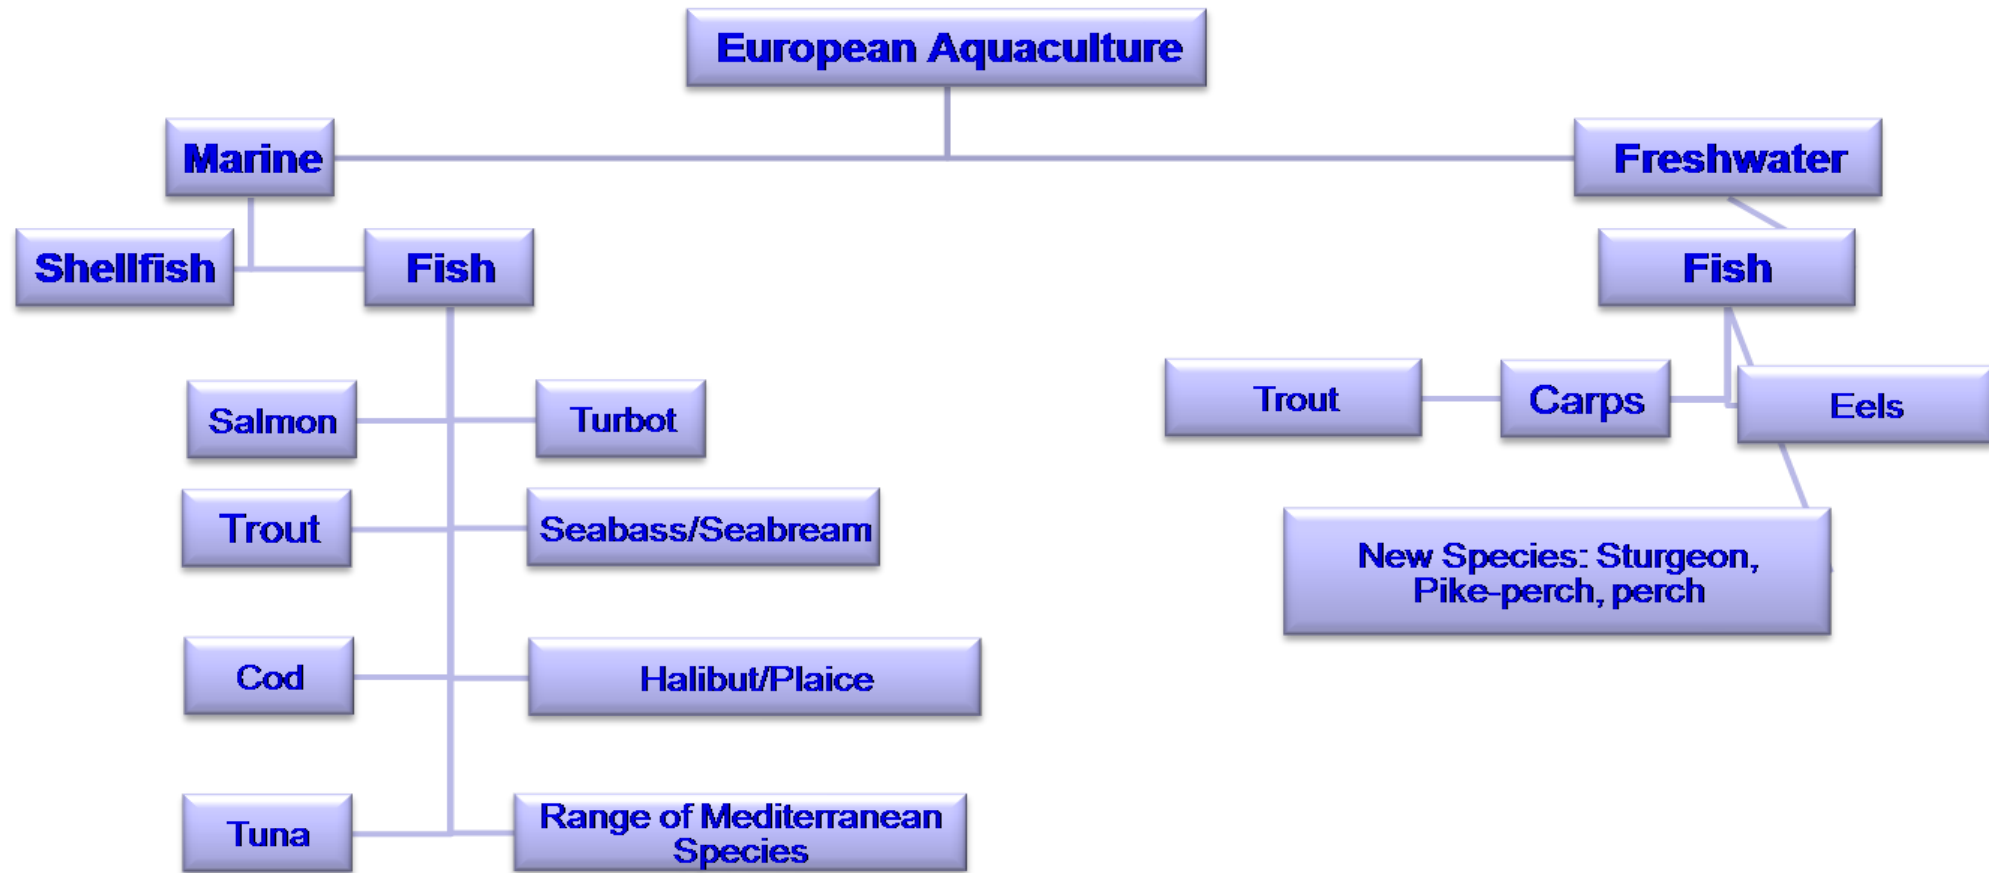 European Aquaculture
Marine
Freshwater
Shellfish
Fish
Fish
Salmon
Turbot
Trout
Seabass/Seabream
Cod
Halibut/Plaice
Tuna
Range of Mediterranean
Species
Trout
Carps
Eels
New Species: Sturgeon,
Pike-perch, perch